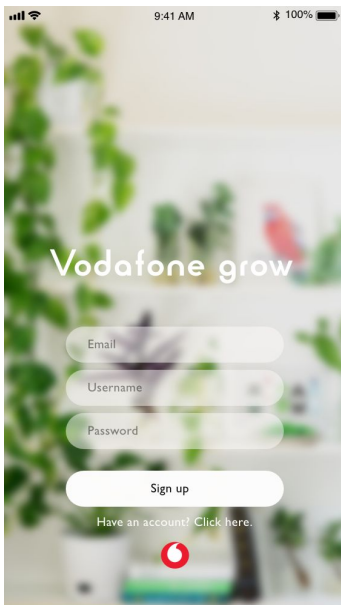 9:41 AM
100%
Vodafone grow
Email
Username
Password
Sign up
Have an account? Click here.